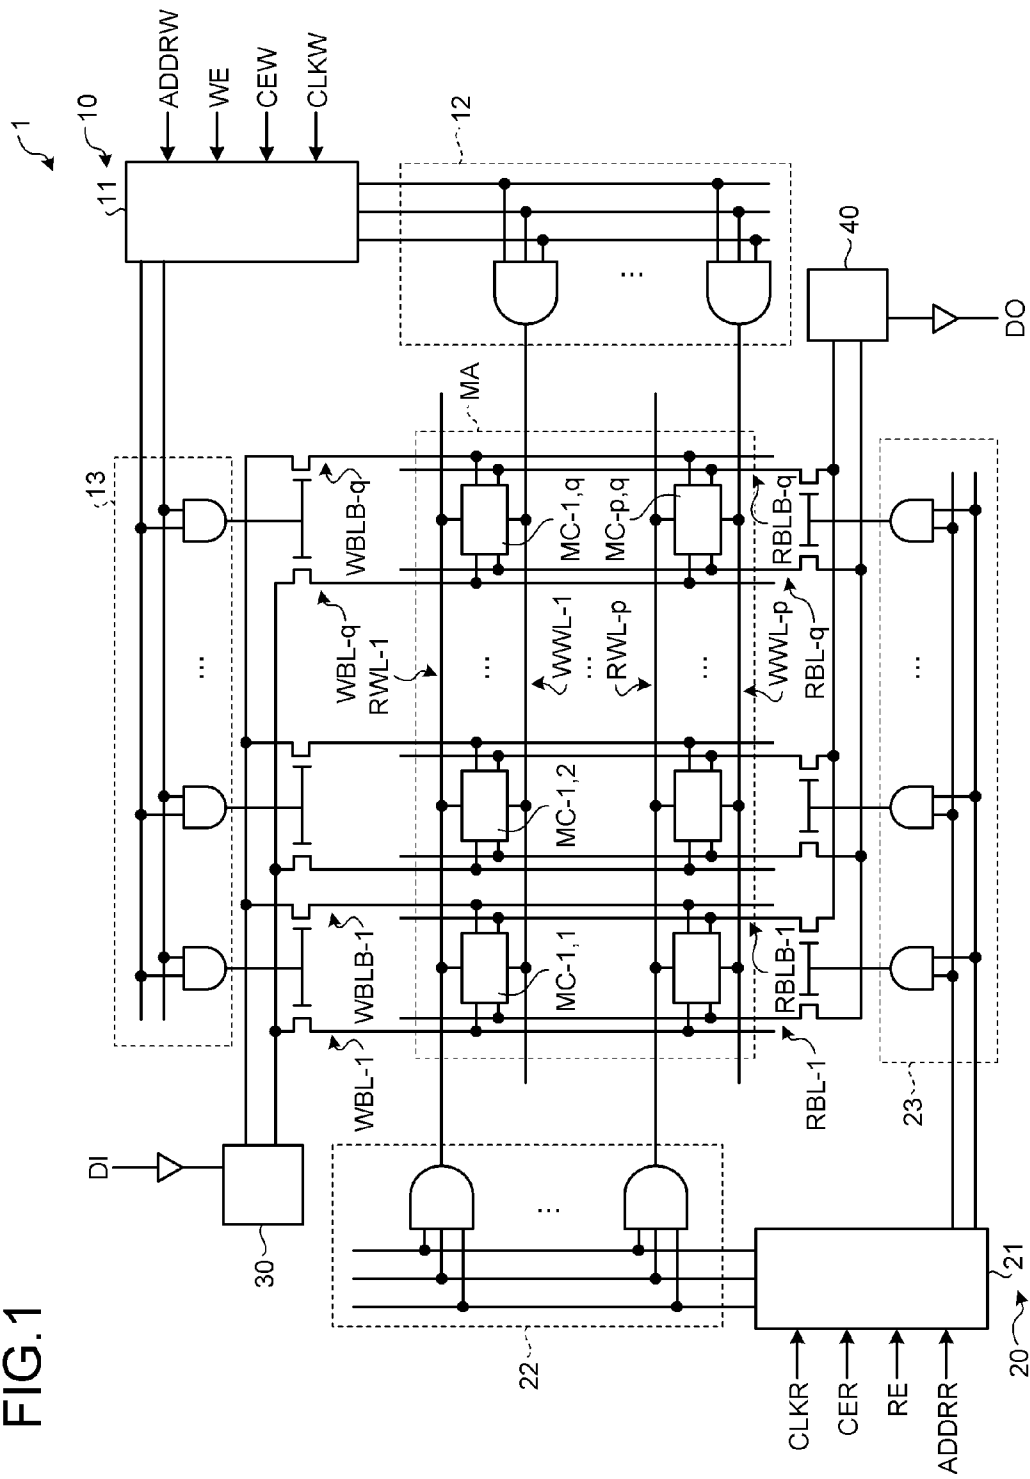 FIG.1
1
10
11
ADDRW
WE
CEW
CLKW
12
13
...
DI
30
WBL-1
WBLB-1
WBL-q
WBLB-q
RWL-1
MA
MC-1,1
MC-1,2
MC-1,q
...
WWL-1
...
RWL-p
MC-p,q
...
WWL-p
RBL-1
RBLB-1
RBL-q
RBLB-q
...
40
DO
22
...
23
...
20
21
CLKR
CER
RE
ADDRR